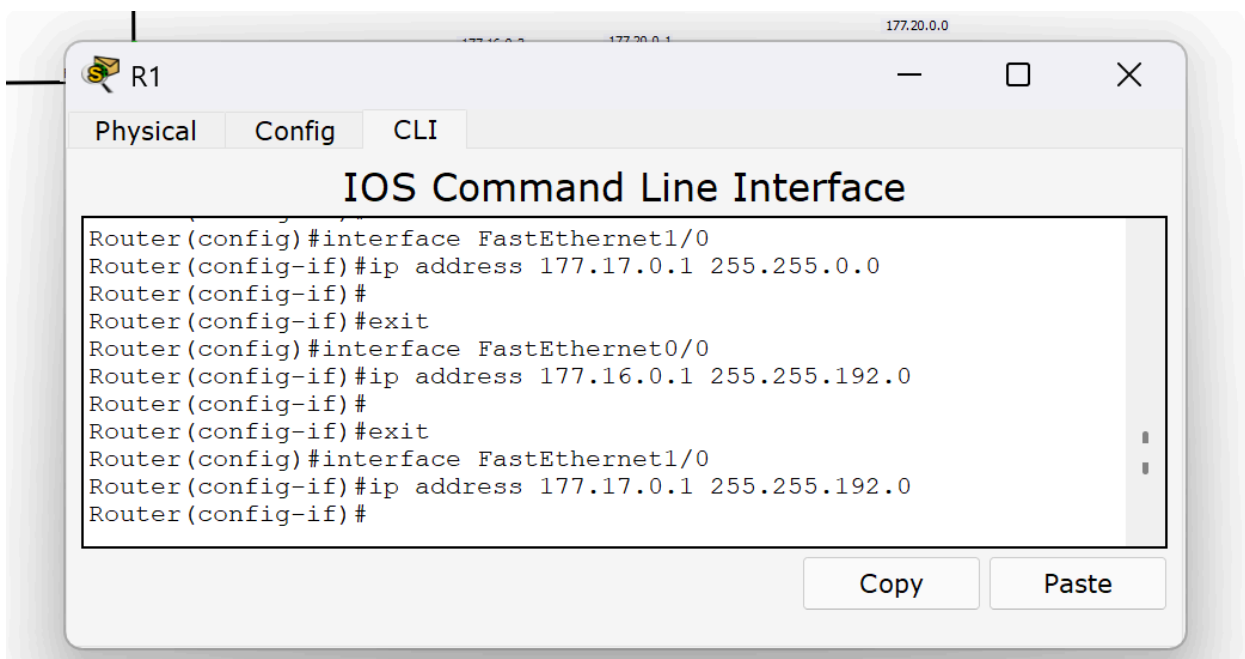 177.20.0.0
177.16.0.2 177.20.0.1
R1
Physical Config CLI
IOS Command Line Interface
Router(config)#interface FastEthernet1/0
Router(config-if)#ip address 177.17.0.1 255.255.0.0
Router(config-if)#
Router(config-if)#exit
Router(config)#interface FastEthernet0/0
Router(config-if)#ip address 177.16.0.1 255.255.192.0
Router(config-if)#
Router(config-if)#exit
Router(config)#interface FastEthernet1/0
Router(config-if)#ip address 177.17.0.1 255.255.192.0
Router(config-if)#
Copy Paste